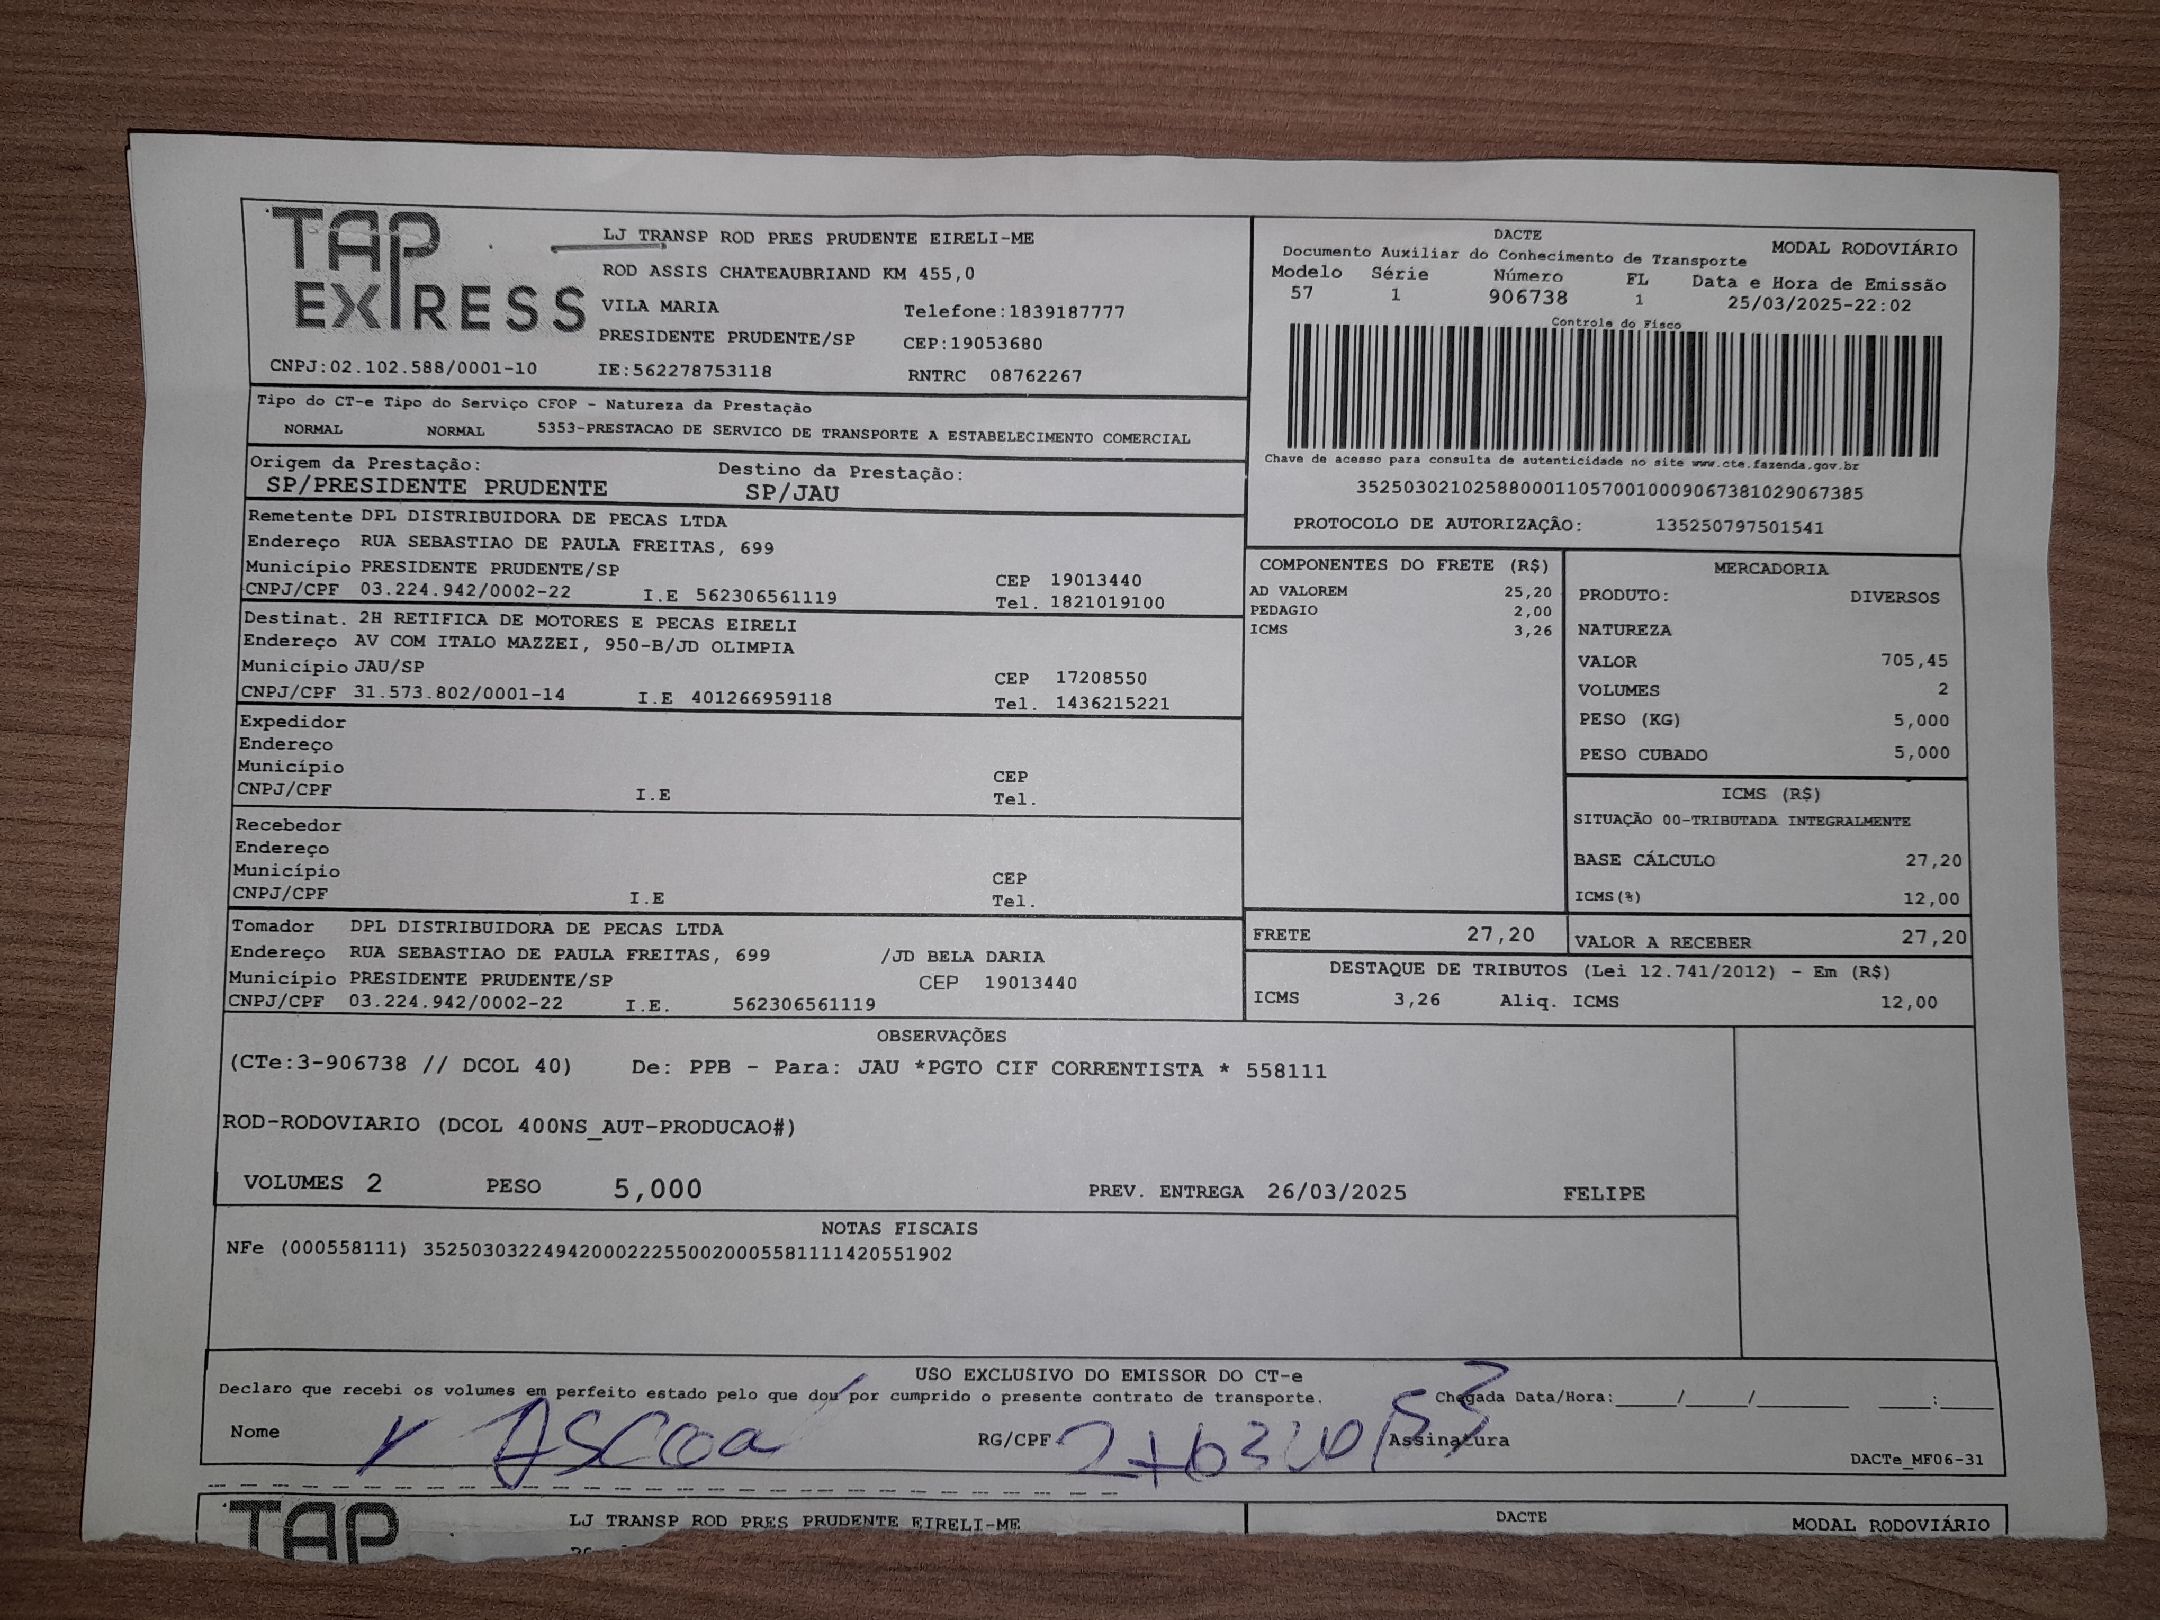 TAP EXPRESS
LJ TRANSP ROD PRES PRUDENTE EIRELI-ME
ROD ASSIS CHATEAUBRIAND KM 455,0
VILA MARIA Telefone:1839187777
PRESIDENTE PRUDENTE/SP CEP:19053680
CNPJ:02.102.588/0001-10 IE:562278753118 RNTRC 08762267
DACTE
Documento Auxiliar do Conhecimento de Transporte MODAL RODOVIÁRIO
Modelo Série Número FL Data e Hora de Emissão
57 1 906738 1 25/03/2025-22:02
Controle do Fisco
Chave de acesso para consulta de autenticidade no site www.cte.fazenda.gov.br
35250302102588000110570010009067381029067385
PROTOCOLO DE AUTORIZAÇÃO: 135250797501541
Tipo do CT-e Tipo do Serviço CFOP - Natureza da Prestação
NORMAL NORMAL 5353-PRESTACAO DE SERVICO DE TRANSPORTE A ESTABELECIMENTO COMERCIAL
Origem da Prestação: Destino da Prestação:
SP/PRESIDENTE PRUDENTE SP/JAU
Remetente DPL DISTRIBUIDORA DE PECAS LTDA
Endereço RUA SEBASTIAO DE PAULA FREITAS, 699
Município PRESIDENTE PRUDENTE/SP CEP 19013440
CNPJ/CPF 03.224.942/0002-22 I.E 562306561119 Tel. 1821019100
Destinat. 2H RETIFICA DE MOTORES E PECAS EIRELI
Endereço AV COM ITALO MAZZEI, 950-B/JD OLIMPIA
Município JAU/SP CEP 17208550
CNPJ/CPF 31.573.802/0001-14 I.E 401266959118 Tel. 1436215221
Expedidor
Endereço
Município CEP
CNPJ/CPF I.E Tel.
Recebedor
Endereço
Município CEP
CNPJ/CPF I.E Tel.
Tomador DPL DISTRIBUIDORA DE PECAS LTDA
Endereço RUA SEBASTIAO DE PAULA FREITAS, 699 /JD BELA DARIA
Município PRESIDENTE PRUDENTE/SP CEP 19013440
CNPJ/CPF 03.224.942/0002-22 I.E. 562306561119
COMPONENTES DO FRETE (R$)
AD VALOREM 25,20
PEDAGIO 2,00
ICMS 3,26
MERCADORIA
PRODUTO: DIVERSOS
NATUREZA
VALOR 705,45
VOLUMES 2
PESO (KG) 5,000
PESO CUBADO 5,000
ICMS (R$)
SITUAÇÃO 00-TRIBUTADA INTEGRALMENTE
BASE CÁLCULO 27,20
ICMS(%) 12,00
FRETE 27,20 VALOR A RECEBER 27,20
DESTAQUE DE TRIBUTOS (Lei 12.741/2012) - Em (R$)
ICMS 3,26 Aliq. ICMS 12,00
OBSERVAÇÕES
(CTe:3-906738 // DCOL 40) De: PPB - Para: JAU *PGTO CIF CORRENTISTA * 558111
ROD-RODOVIARIO (DCOL 400NS_AUT-PRODUCAO#)
VOLUMES 2 PESO 5,000 PREV. ENTREGA 26/03/2025 FELIPE
NOTAS FISCAIS
NFe (000558111) 35250303224942000222550020005581111420551902
USO EXCLUSIVO DO EMISSOR DO CT-e
Declaro que recebi os volumes em perfeito estado pelo que dou por cumprido o presente contrato de transporte. Chegada Data/Hora:____/____/________ ____:____
Nome RG/CPF Assinatura
DACTe_MF06-31
TAP
LJ TRANSP ROD PRES PRUDENTE EIRELI-ME DACTE MODAL RODOVIÁRIO